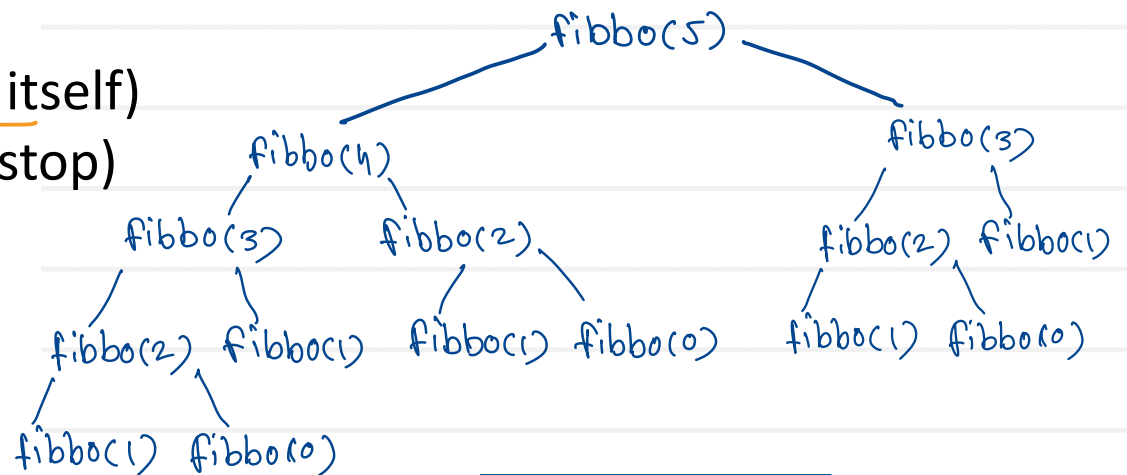 fibbo(5)
itself)
fibbo(4) fibbo(3)
stop)
fibbo(3) fibbo(2) fibbo(2) fibbo(1)
fibbo(2) fibbo(1) fibbo(1) fibbo(0) fibbo(1) fibbo(0)
fibbo(1) fibbo(0)